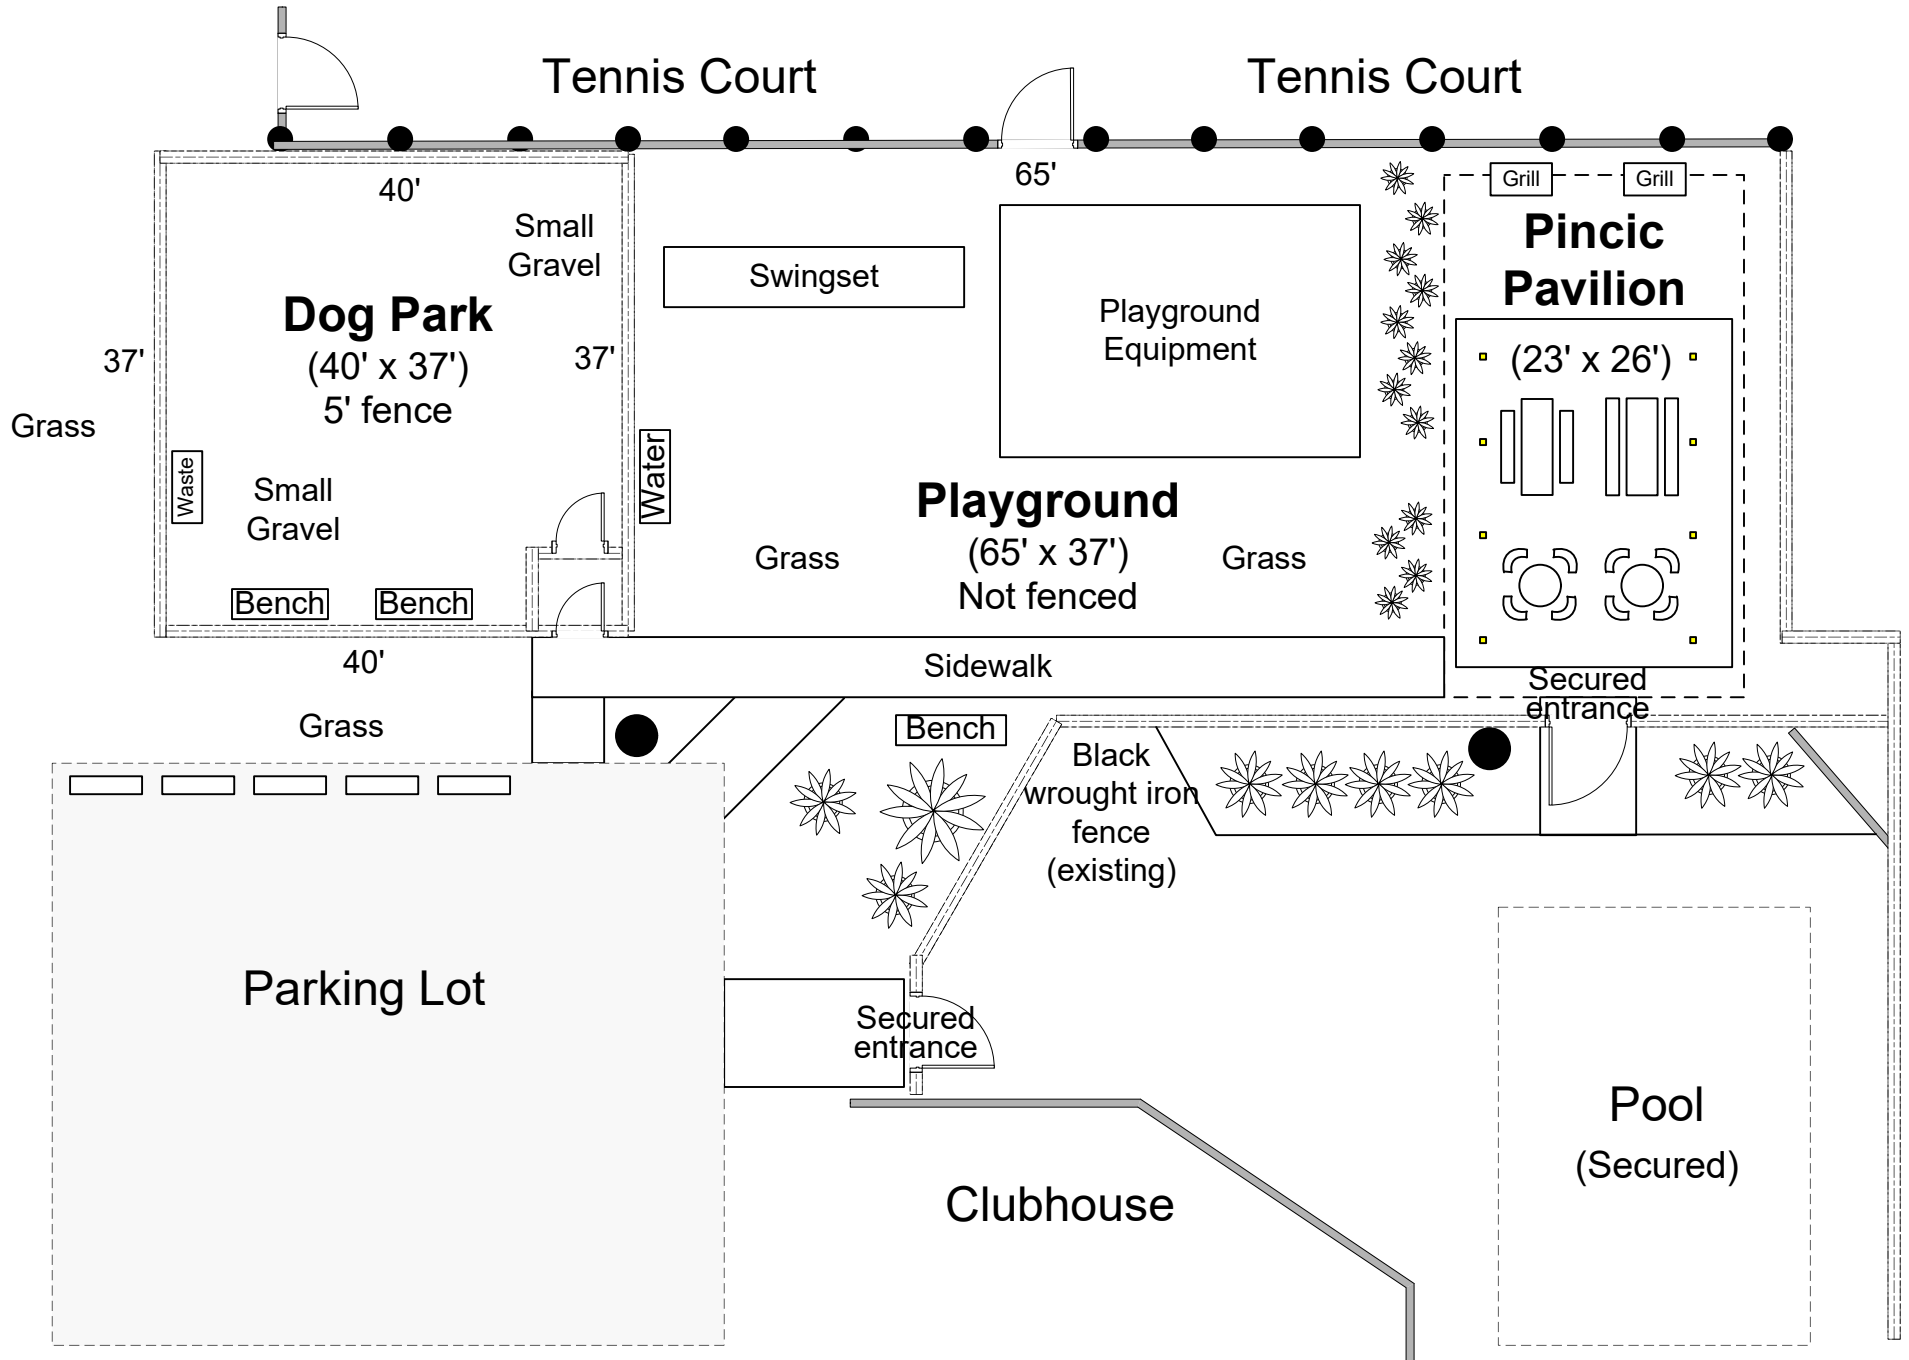 Tennis Court
Tennis Court
40'
65'
Small
Gravel
Swingset
Playground
Equipment
Grill
Grill
Pincic
Pavilion
(23' x 26')
Dog Park
(40' x 37')
5' fence
37'
37'
Grass
Waste
Small
Gravel
Water
Bench
Bench
Playground
(65' x 37')
Not fenced
Grass
Grass
40'
Sidewalk
Secured
entrance
Grass
Bench
Black
wrought iron
fence
(existing)
Parking Lot
Secured
entrance
Clubhouse
Pool
(Secured)